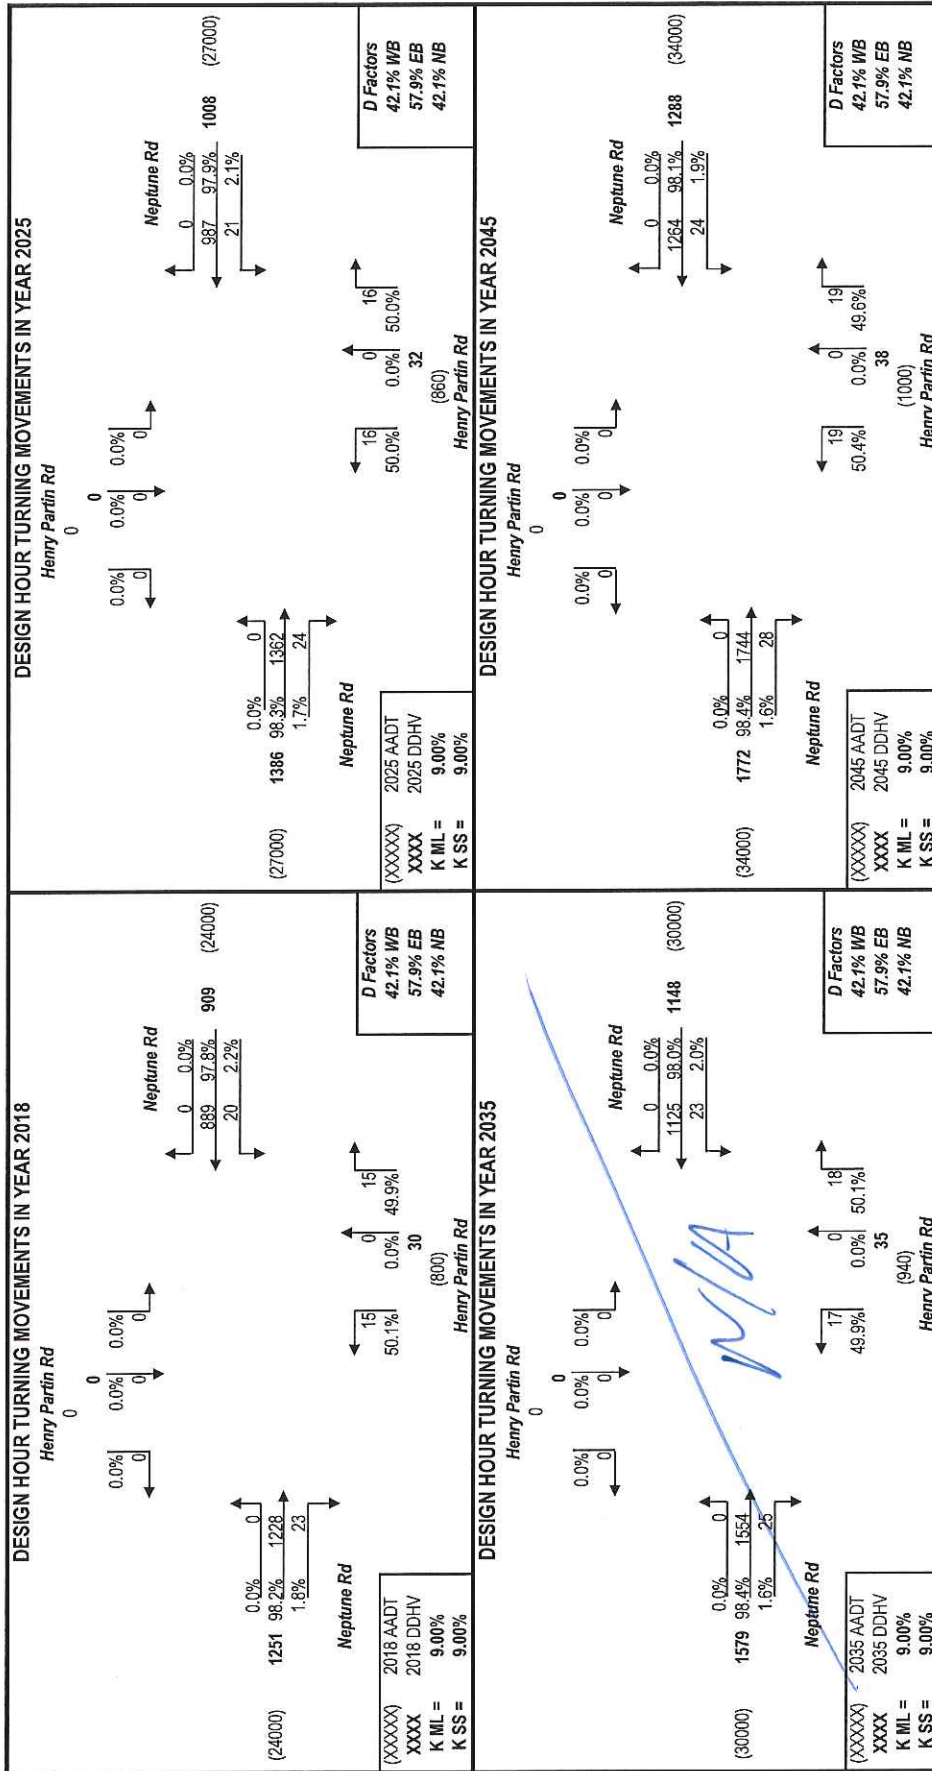 DESIGN HOUR TURNING MOVEMENTS IN YEAR 2018
Henry Partin Rd
0
0
0.0% 0.0% 0.0%
0 0 0
Neptune Rd
0 0.0%
889 97.8% 909 (24000)
20 2.2%
0.0% 0
(24000) 1251 98.2% 1228
1.8% 23
Neptune Rd
15 0 15
50.1% 0.0% 49.9%
30
(800)
Henry Partin Rd
(XXXXX) 2018 AADT
XXXX 2018 DDHV
K ML = 9.00%
K SS = 9.00%
D Factors
42.1% WB
57.9% EB
42.1% NB
DESIGN HOUR TURNING MOVEMENTS IN YEAR 2025
Henry Partin Rd
0
0
0.0% 0.0% 0.0%
0 0 0
Neptune Rd
0 0.0%
987 97.9% 1008 (27000)
21 2.1%
0.0% 0
(27000) 1386 98.3% 1362
1.7% 24
Neptune Rd
16 0 16
50.0% 0.0% 50.0%
32
(860)
Henry Partin Rd
(XXXXX) 2025 AADT
XXXX 2025 DDHV
K ML = 9.00%
K SS = 9.00%
D Factors
42.1% WB
57.9% EB
42.1% NB
DESIGN HOUR TURNING MOVEMENTS IN YEAR 2035
Henry Partin Rd
0
0
0.0% 0.0% 0.0%
0 0 0
Neptune Rd
0 0.0%
1125 98.0% 1148 (30000)
23 2.0%
N/A
0.0% 0
(30000) 1579 98.4% 1554
1.6% 25
Neptune Rd
17 0 18
49.9% 0.0% 50.1%
35
(940)
Henry Partin Rd
(XXXXX) 2035 AADT
XXXX 2035 DDHV
K ML = 9.00%
K SS = 9.00%
D Factors
42.1% WB
57.9% EB
42.1% NB
DESIGN HOUR TURNING MOVEMENTS IN YEAR 2045
Henry Partin Rd
0
0
0.0% 0.0% 0.0%
0 0 0
Neptune Rd
0 0.0%
1264 98.1% 1288 (34000)
24 1.9%
0.0% 0
(34000) 1772 98.4% 1744
1.6% 28
Neptune Rd
19 0 19
50.4% 0.0% 49.6%
38
(1000)
Henry Partin Rd
(XXXXX) 2045 AADT
XXXX 2045 DDHV
K ML = 9.00%
K SS = 9.00%
D Factors
42.1% WB
57.9% EB
42.1% NB